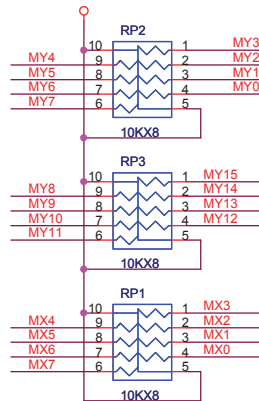 RP2
10 1 MY3
MY4 9 2 MY2
MY5 8 3 MY1
MY6 7 4 MY0
MY7 6 5
10KX8
RP3
10 1 MY15
MY8 9 2 MY14
MY9 8 3 MY13
MY10 7 4 MY12
MY11 6 5
10KX8
RP1
10 1 MX3
MX4 9 2 MX2
MX5 8 3 MX1
MX6 7 4 MX0
MX7 6 5
10KX8